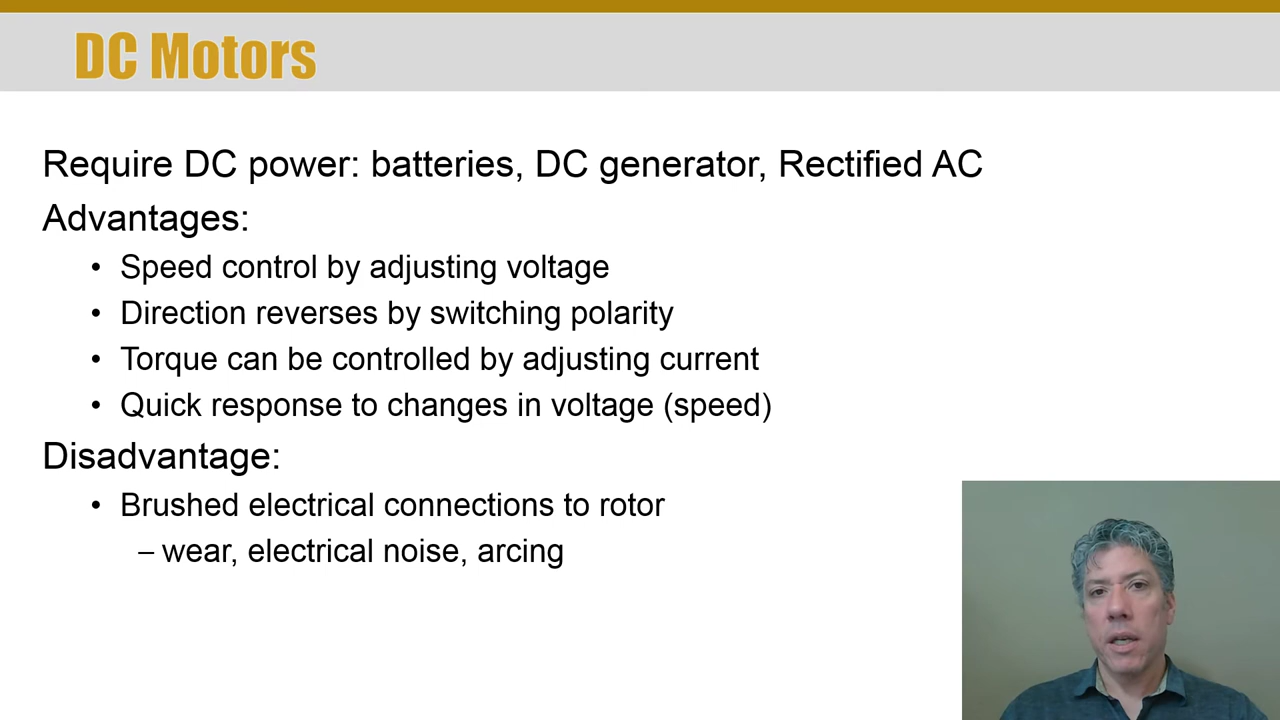 DC Motors
Require DC power: batteries, DC generator, Rectified AC
Advantages:
• Speed control by adjusting voltage
• Direction reverses by switching polarity
• Torque can be controlled by adjusting current
• Quick response to changes in voltage (speed)
Disadvantage:
• Brushed electrical connections to rotor
– wear, electrical noise, arcing